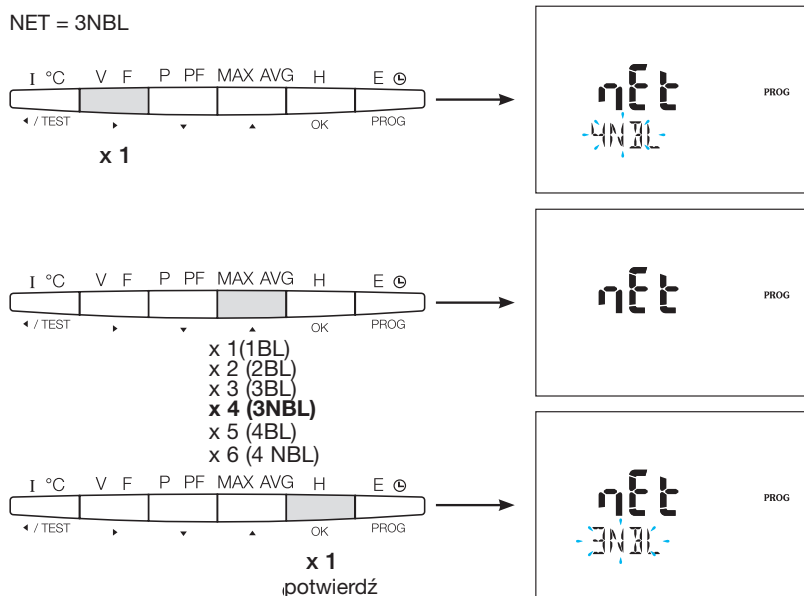 NET = 3NBL
I °C V F P PF MAX AVG H E
/ TEST OK PROG
x 1
nEt
PROG
4NBL
I °C V F P PF MAX AVG H E
/ TEST OK PROG
nEt
PROG
x 1(1BL)
x 2 (2BL)
x 3 (3BL)
x 4 (3NBL)
x 5 (4BL)
x 6 (4 NBL)
I °C V F P PF MAX AVG H E
/ TEST OK PROG
nEt
PROG
3NBL
x 1
potwierdź